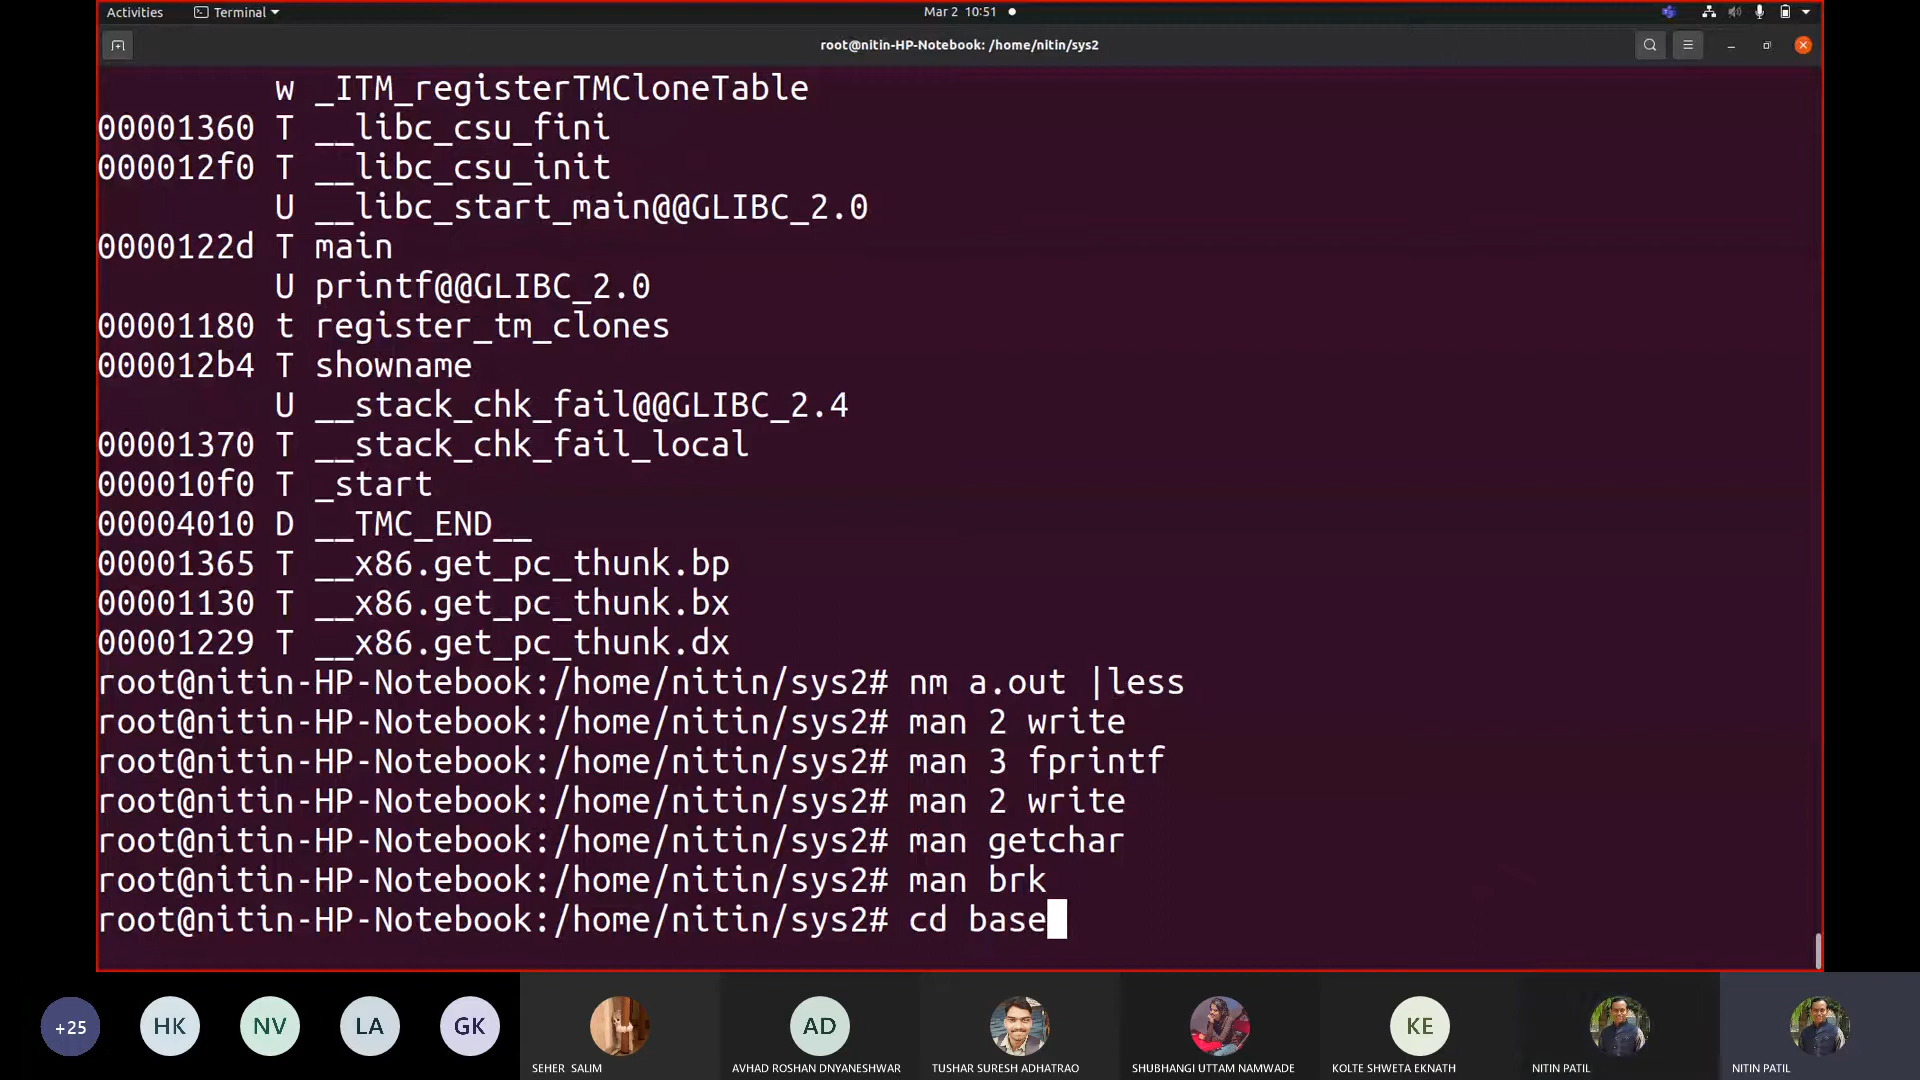 Activities
Terminal
Mar 2 10:51
root@nitin-HP-Notebook: /home/nitin/sys2
w _ITM_registerTMCloneTable
00001360 T __libc_csu_fini
000012f0 T __libc_csu_init
U __libc_start_main@@GLIBC_2.0
0000122d T main
U printf@@GLIBC_2.0
00001180 t register_tm_clones
000012b4 T showname
U __stack_chk_fail@@GLIBC_2.4
00001370 T __stack_chk_fail_local
000010f0 T _start
00004010 D __TMC_END__
00001365 T __x86.get_pc_thunk.bp
00001130 T __x86.get_pc_thunk.bx
00001229 T __x86.get_pc_thunk.dx
root@nitin-HP-Notebook:/home/nitin/sys2# nm a.out |less
root@nitin-HP-Notebook:/home/nitin/sys2# man 2 write
root@nitin-HP-Notebook:/home/nitin/sys2# man 3 fprintf
root@nitin-HP-Notebook:/home/nitin/sys2# man 2 write
root@nitin-HP-Notebook:/home/nitin/sys2# man getchar
root@nitin-HP-Notebook:/home/nitin/sys2# man brk
root@nitin-HP-Notebook:/home/nitin/sys2# cd base
+25
HK
NV
LA
GK
SEHER SALIM
AD
AVHAD ROSHAN DNYANESHWAR
TUSHAR SURESH ADHATRAO
SHUBHANGI UTTAM NAMWADE
KE
KOLTE SHWETA EKNATH
NITIN PATIL
NITIN PATIL